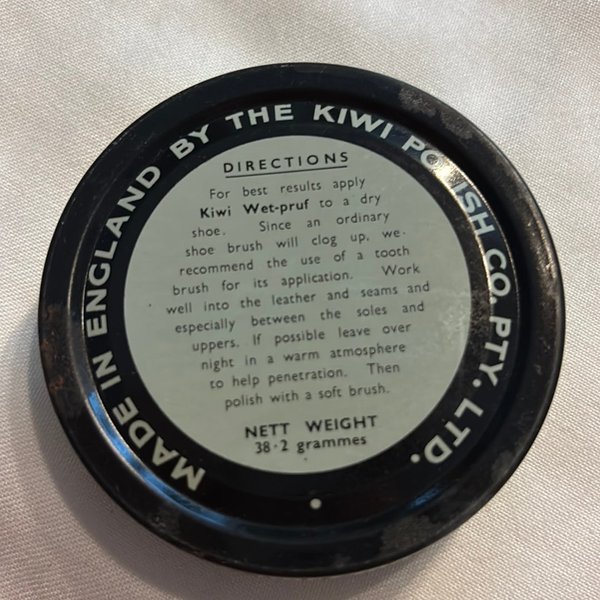 MADE IN ENGLAND BY THE KIWI POLISH CO. PTY. LTD.
DIRECTIONS
For best results apply
Kiwi Wet-pruf to a dry
shoe. Since an ordinary
shoe brush will clog up, we
recommend the use of a tooth
brush for its application. Work
well into the leather and seams and
especially between the soles and
uppers. If possible leave over
night in a warm atmosphere
to help penetration. Then
polish with a soft brush.
NETT WEIGHT
38·2 grammes